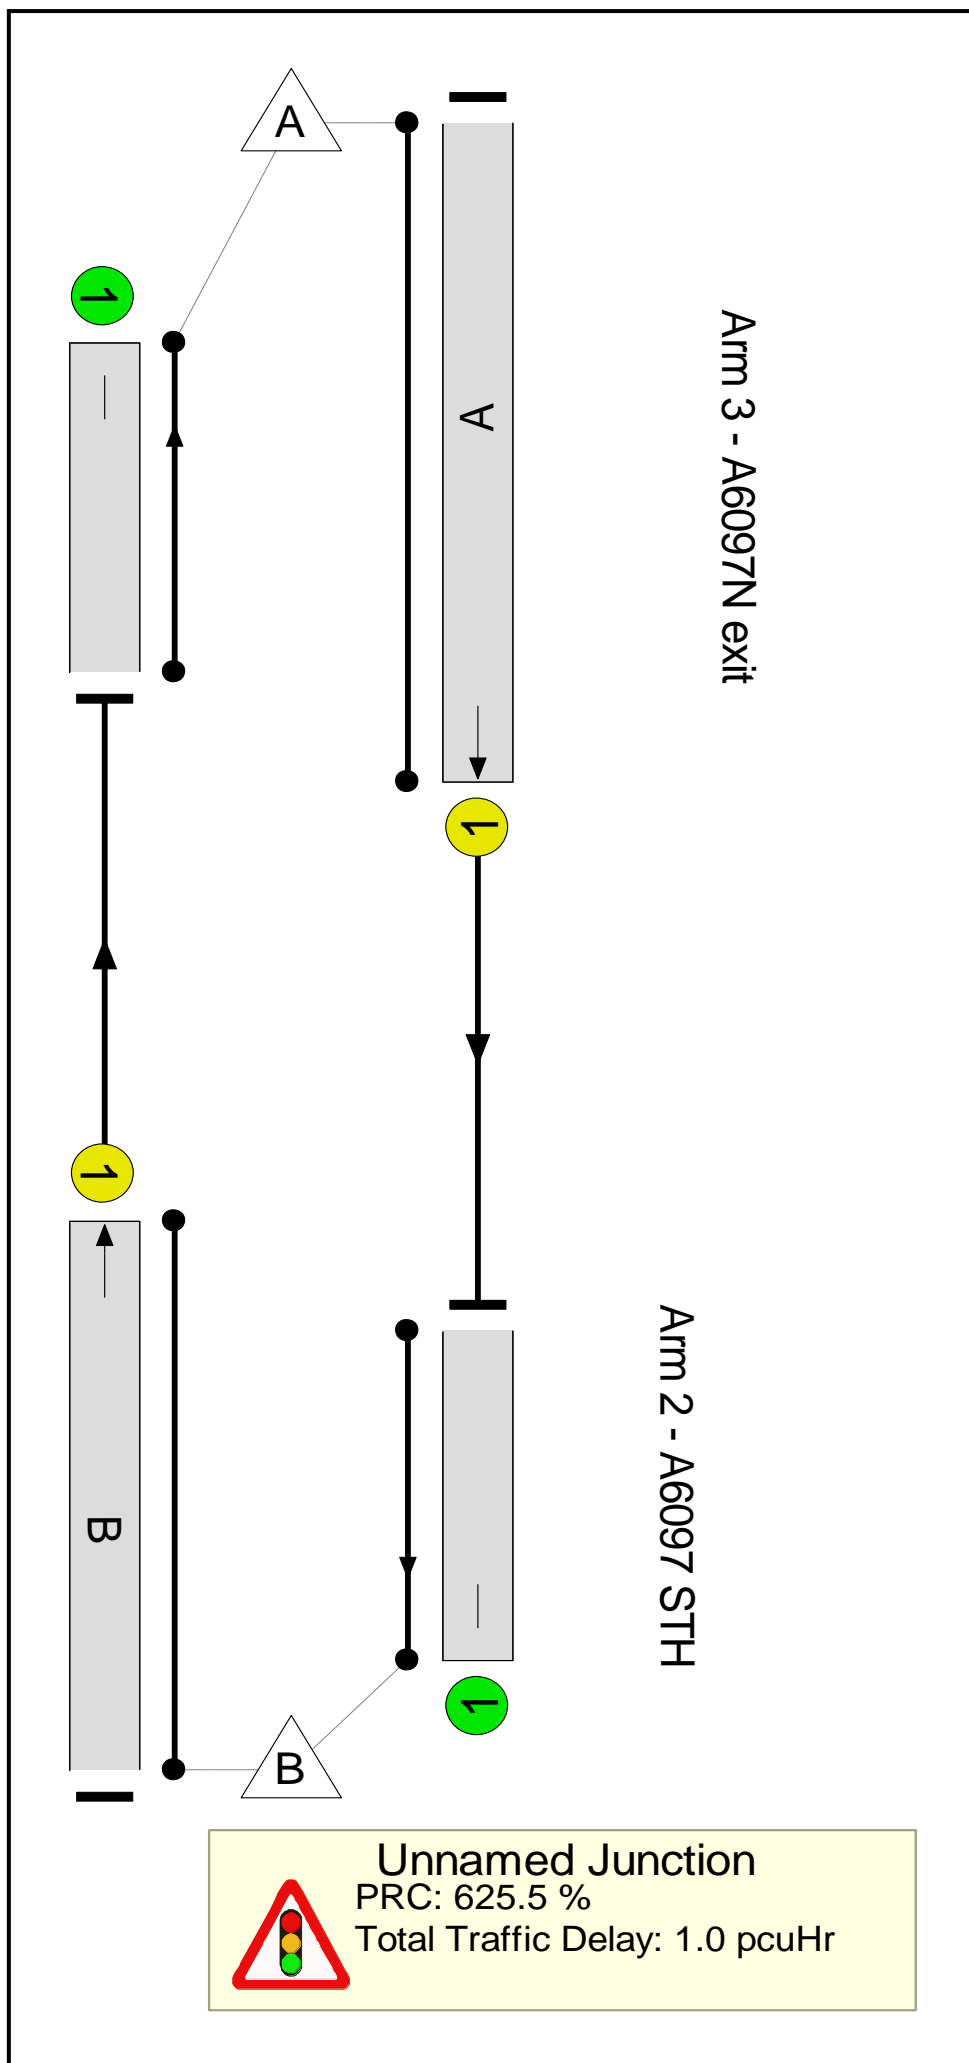 A
A
1
Arm 3 - A6097N exit
1
1
B
Arm 2 - A6097 STH
1
B
Unnamed Junction
PRC: 625.5 %
Total Traffic Delay: 1.0 pcuHr